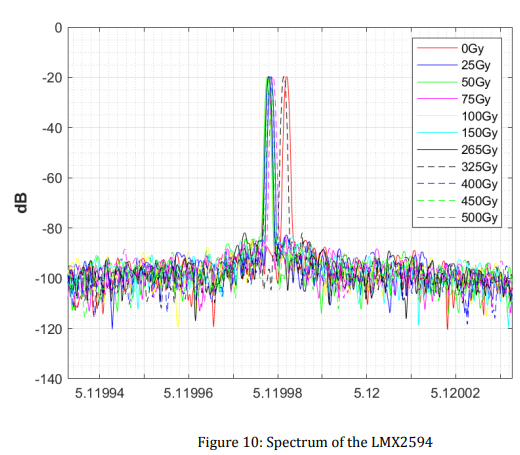 0
-20
-40
-60
-80
-100
-120
-140
dB
5.11994
5.11996
5.11998
5.12
5.12002
0Gy
25Gy
50Gy
75Gy
100Gy
150Gy
265Gy
325Gy
400Gy
450Gy
500Gy
Figure 10: Spectrum of the LMX2594